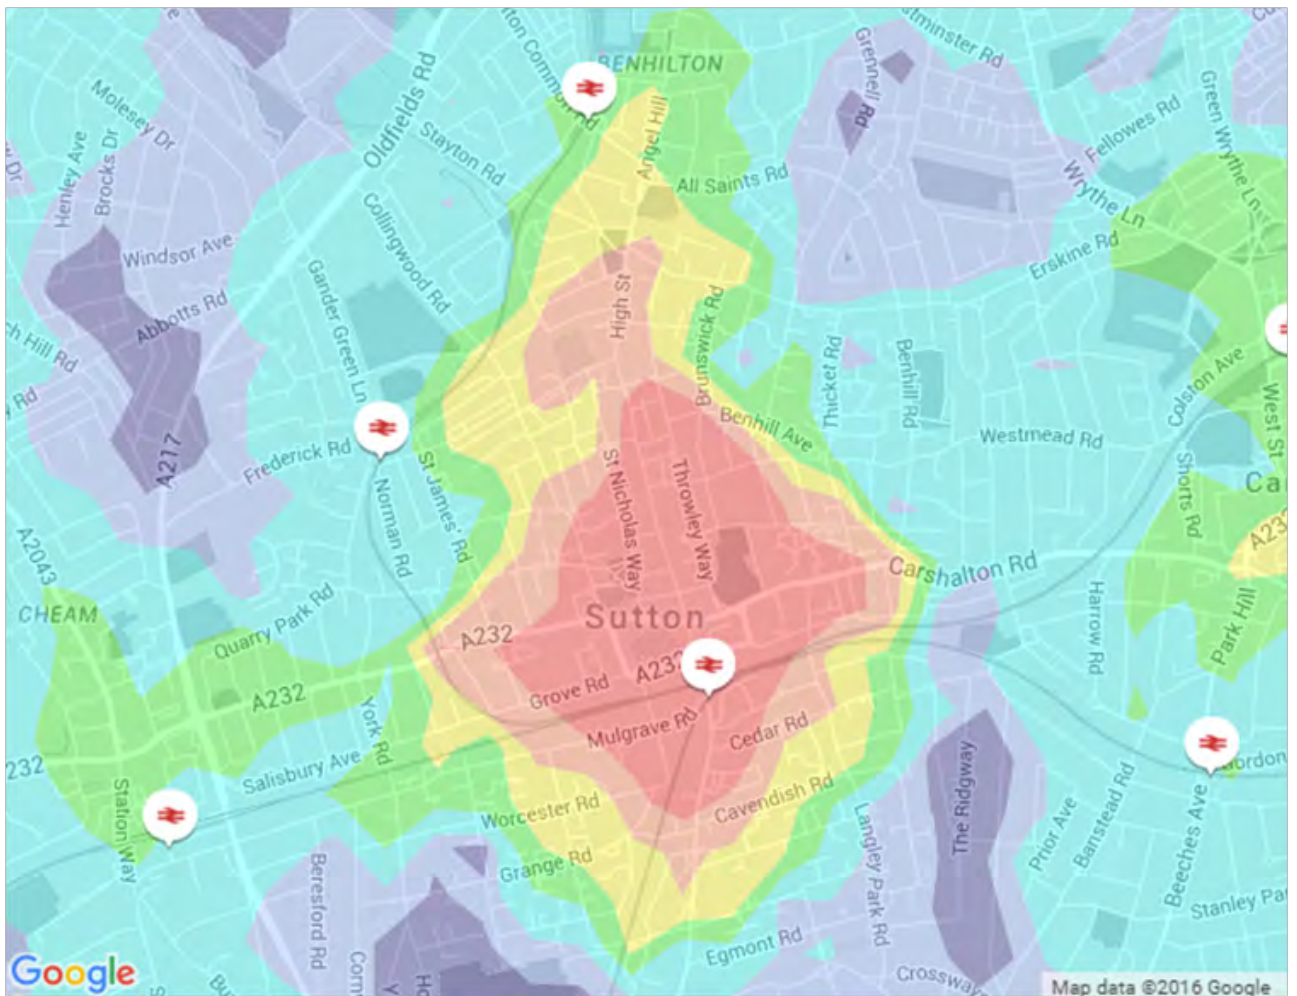 BENHILTON
Angel Hill
All Saints Rd
Grennell Rd
Fellowes Rd
Green Wrythe Ln
Wrythe Ln
Erskine Rd
Molesey Dr
Henley Ave
Brocks Dr
Oldfields Rd
Stayton Rd
Collingwood Rd
Windsor Ave
Abbotts Rd
Gander Green Ln
High St
Brunswick Rd
Thicket Rd
Benhill Rd
Benhill Ave
Westmead Rd
Colston Ave
West St
Shorts Rd
Frederick Rd
A217
St James' Rd
Norman Rd
St Nicholas Way
Throwley Way
Carshalton Rd
A2043
CHEAM
Quarry Park Rd
A232
Sutton
A232
Grove Rd
Mulgrave Rd
Cedar Rd
Harrow Rd
Park Hill
A232
York Rd
Salisbury Ave
Station Way
Worcester Rd
Cavendish Rd
Grange Rd
Langley Park Rd
The Ridgway
Prior Ave
Banstead Rd
Beeches Ave
Egmont Rd
Beresford Rd
Google
Map data ©2016 Google